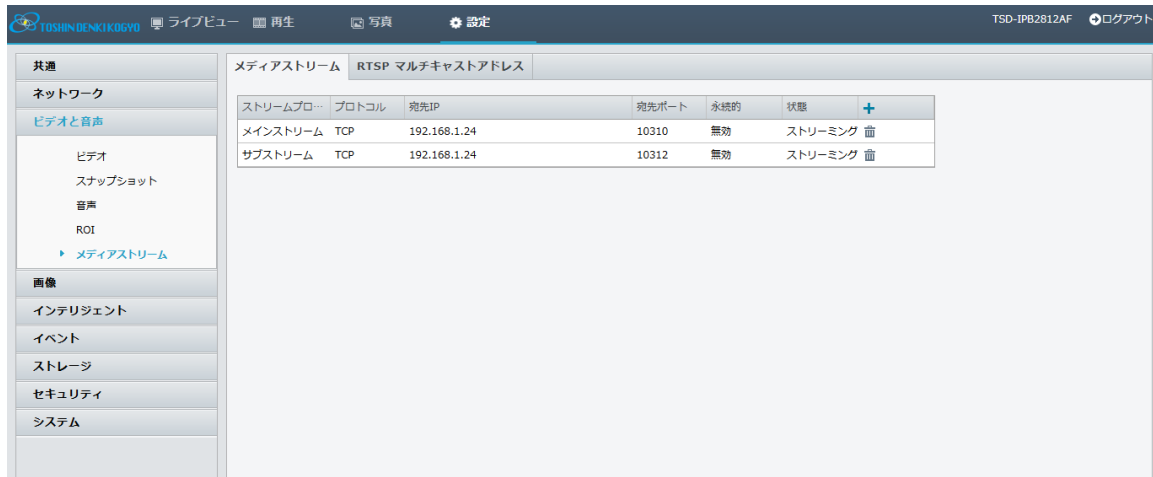 TOSHINDENKIKOGYO ライブビュー 再生 写真 設定 TSD-IPB2812AF ログアウト
共通
ネットワーク
ビデオと音声
ビデオ
スナップショット
音声
ROI
メディアストリーム
画像
インテリジェント
イベント
ストレージ
セキュリティ
システム
メディアストリーム RTSP マルチキャストアドレス
ストリームプロ… プロトコル 宛先IP 宛先ポート 永続的 状態 +
メインストリーム TCP 192.168.1.24 10310 無効 ストリーミング
サブストリーム TCP 192.168.1.24 10312 無効 ストリーミング